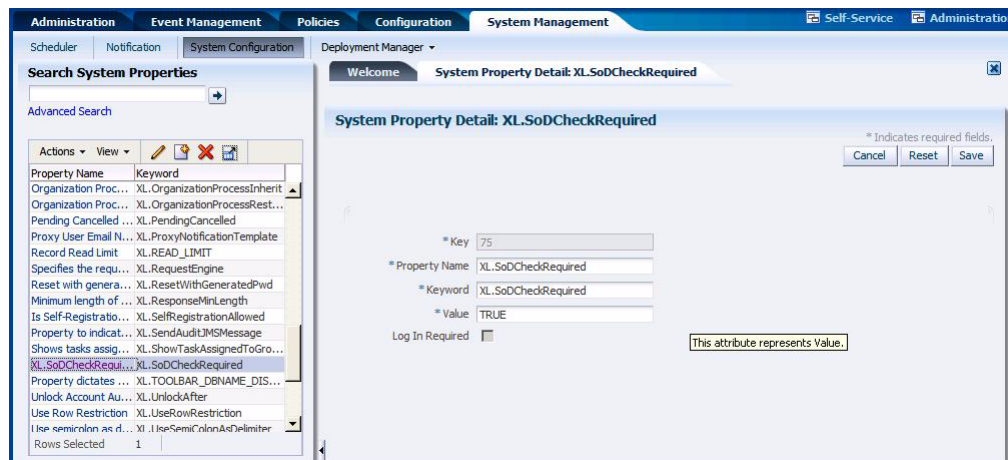 Administration Event Management Policies Configuration System Management Self-Service Administratio
Scheduler Notification System Configuration Deployment Manager
Search System Properties
Advanced Search
Actions View
Property Name Keyword
Organization Proc... XL.OrganizationProcessInherit
Organization Proc... XL.OrganizationProcessRest...
Pending Cancelled ... XL.PendingCancelled
Proxy User Email N... XL.ProxyNotificationTemplate
Record Read Limit XL.READ_LIMIT
Specifies the requ... XL.RequestEngine
Reset with genera... XL.ResetWithGeneratedPwd
Minimum length of ... XL.ResponseMinLength
Is Self-Registratio... XL.SelfRegistrationAllowed
Property to indicat... XL.SendAuditJMSMessage
Shows tasks assig... XL.ShowTaskAssignedToGro...
XL.SoDCheckRequi... XL.SoDCheckRequired
Property dictates ... XL.TOOLBAR_DBNAME_DIS...
Unlock Account Au... XL.UnlockAfter
Use Row Restriction XL.UseRowRestriction
Use semicolon as d... XL.UseSemiColonAsDelimiter
Rows Selected 1
Welcome System Property Detail: XL.SoDCheckRequired
System Property Detail: XL.SoDCheckRequired
* Indicates required fields.
Cancel Reset Save
* Key 75
* Property Name XL.SoDCheckRequired
* Keyword XL.SoDCheckRequired
* Value TRUE
Log In Required
This attribute represents Value.